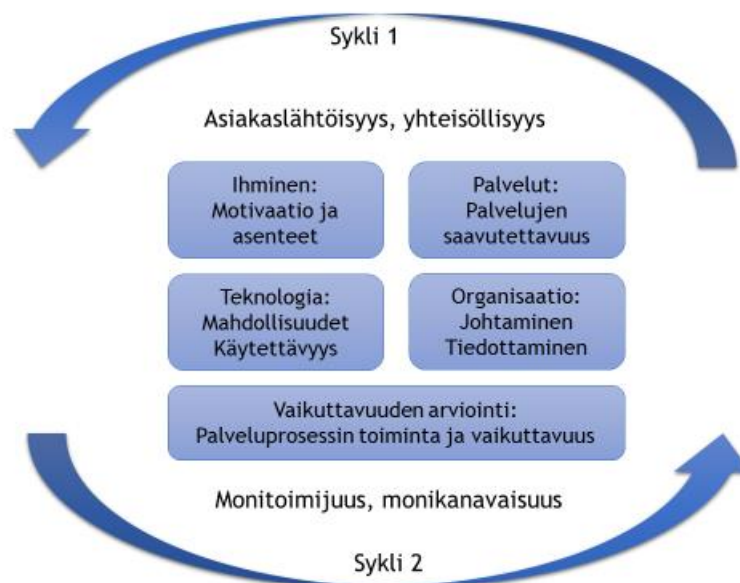 Sykli 1
Asiakaslähtöisyys, yhteisöllisyys
Ihminen:
Motivaatio ja
asenteet
Palvelut:
Palvelujen
saavutettavuus
Teknologia:
Mahdollisuudet
Käytettävyys
Organisaatio:
Johtaminen
Tiedottaminen
Vaikuttavuuden arviointi:
Palveluprosessin toiminta ja vaikuttavuus
Monitoimijuus, monikanavaisuus
Sykli 2